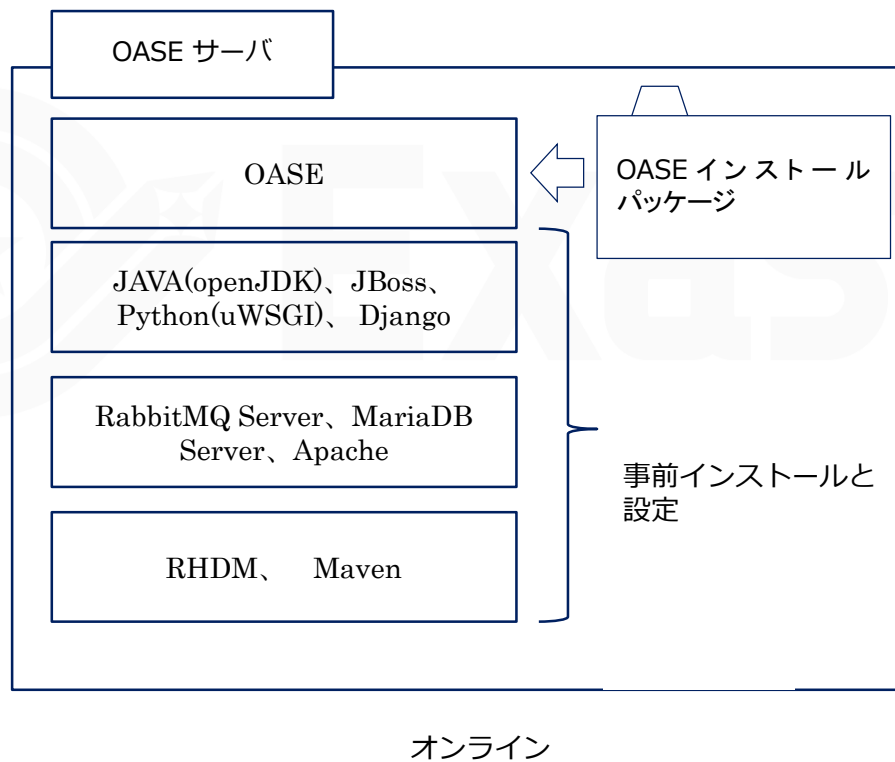 OASE サーバ
OASE
OASE インストール
パッケージ
JAVA(openJDK)、JBoss、
Python(uWSGI)、 Django
RabbitMQ Server、MariaDB
Server、Apache
事前インストールと
設定
RHDM、 Maven
オンライン
Exas